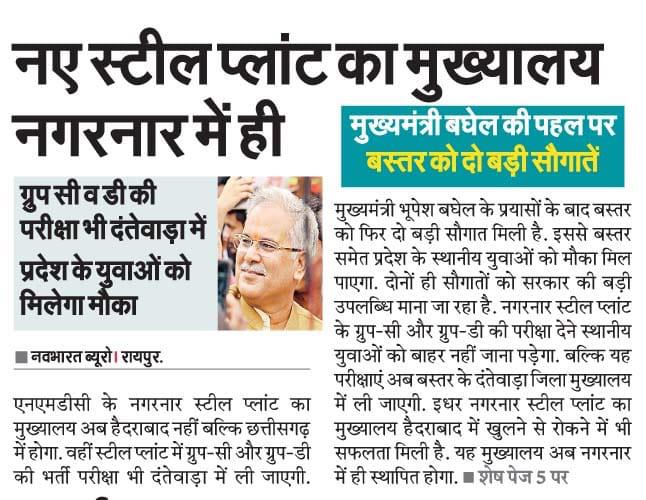 नए स्टील प्लांट का मुख्यालय
नगरनार में ही
मुख्यमंत्री बघेल की पहल पर
बस्तर को दो बड़ी सौगातें
ग्रुप सी व डी की
परीक्षा भी दंतेवाड़ा में
प्रदेश के युवाओं को
मिलेगा मौका
■ नवभारत ब्यूरो। रायपुर.
एनएमडीसी के नगरनार स्टील प्लांट का
मुख्यालय अब हैदराबाद नहीं बल्कि छत्तीसगढ़
में होगा. वहीं स्टील प्लांट में ग्रुप-सी और ग्रुप-डी
की भर्ती परीक्षा भी दंतेवाड़ा में ली जाएगी.
मुख्यमंत्री भूपेश बघेल के प्रयासों के बाद बस्तर
को फिर दो बड़ी सौगात मिली है. इससे बस्तर
समेत प्रदेश के स्थानीय युवाओं को मौका मिल
पाएगा. दोनों ही सौगातों को सरकार की बड़ी
उपलब्धि माना जा रहा है. नगरनार स्टील प्लांट
के ग्रुप-सी और ग्रुप-डी की परीक्षा देने स्थानीय
युवाओं को बाहर नहीं जाना पड़ेगा. बल्कि यह
परीक्षाएं अब बस्तर के दंतेवाड़ा जिला मुख्यालय
में ली जाएगी. इधर नगरनार स्टील प्लांट का
मुख्यालय हैदराबाद में खुलने से रोकने में भी
सफलता मिली है. यह मुख्यालय अब नगरनार
में ही स्थापित होगा. ■ शेष पेज 5 पर